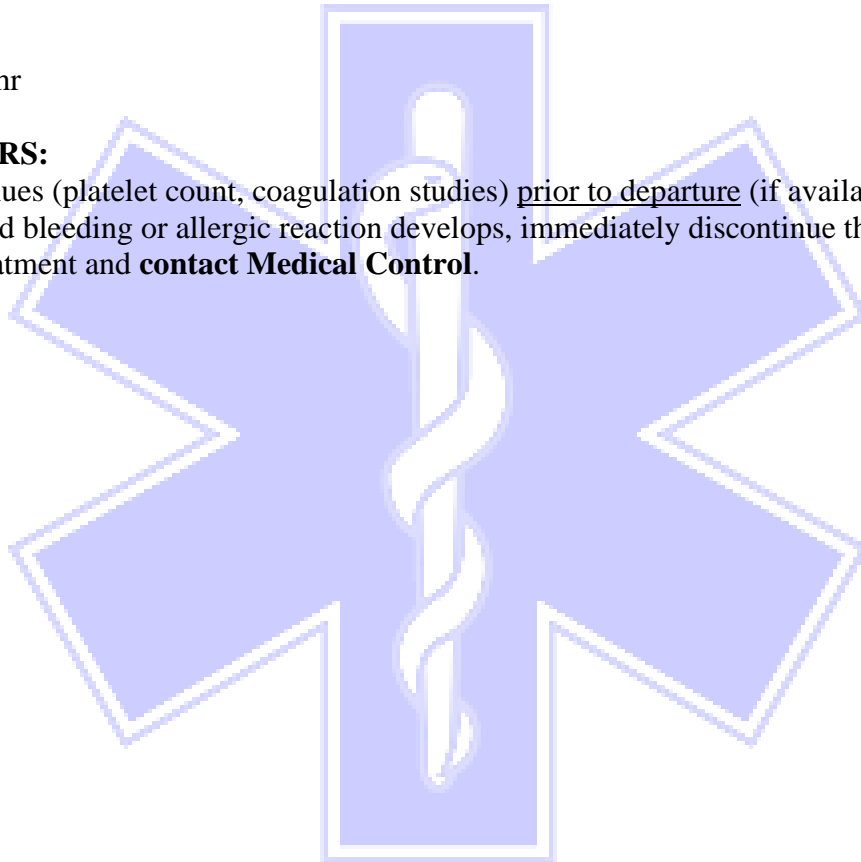 hr
RS:
ues (platelet count, coagulation studies) prior to departure (if availa
d bleeding or allergic reaction develops, immediately discontinue th
atment and contact Medical Control.